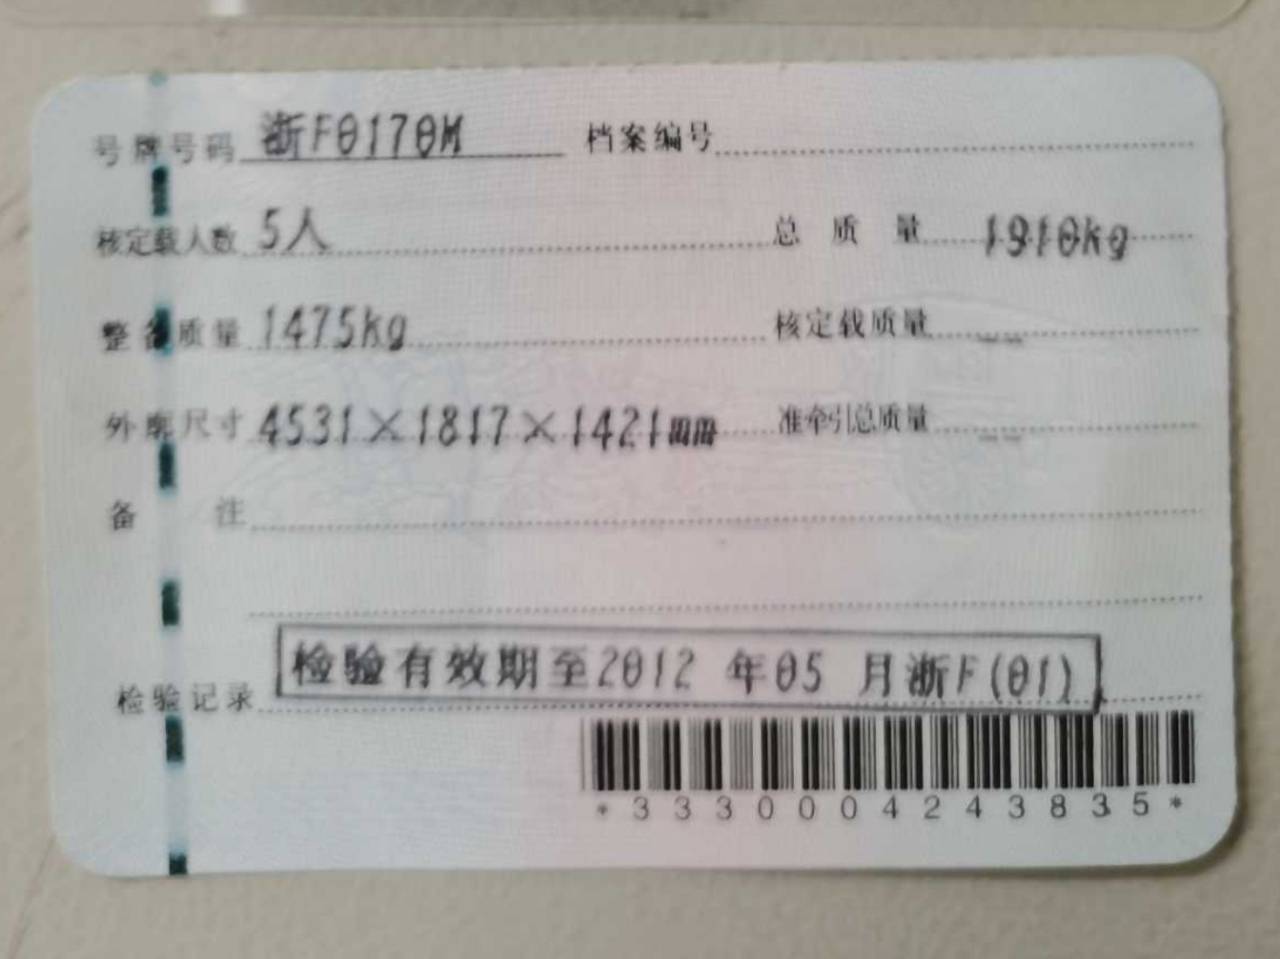 号牌号码 浙F0170M 档案编号
核定载人数 5人 总质量 1910kg
整备质量 1475kg 核定载质量 --
外廓尺寸 4531×1817×1421mm 准牵引总质量 --
备注
检验记录 检验有效期至2012 年05 月浙F(01)
*3330004243835*